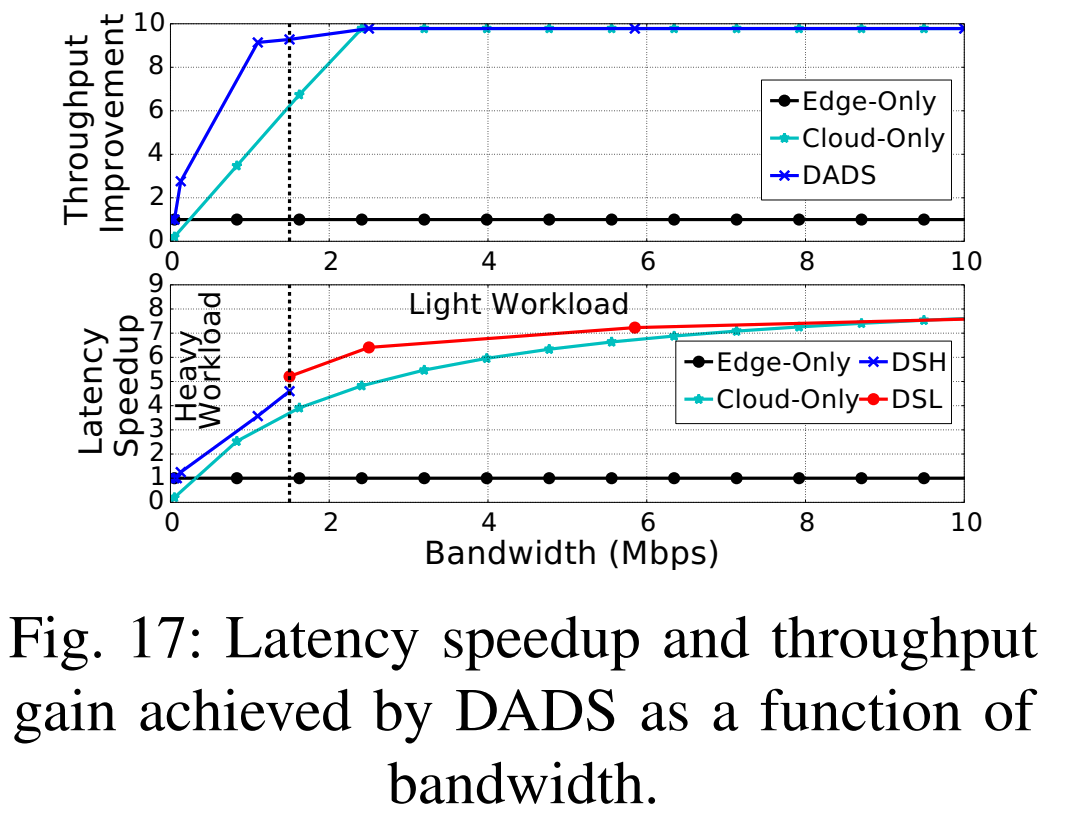 Throughput
Improvement
10
8
6
4
2
0
Edge-Only
Cloud-Only
DADS
0 2 4 6 8 10
Latency
Speedup
9
8
7
6
5
4
3
2
1
0
Heavy
Workload
Light Workload
Edge-Only DSH
Cloud-Only DSL
0 2 4 6 8 10
Bandwidth (Mbps)
Fig. 17: Latency speedup and throughput
gain achieved by DADS as a function of
bandwidth.